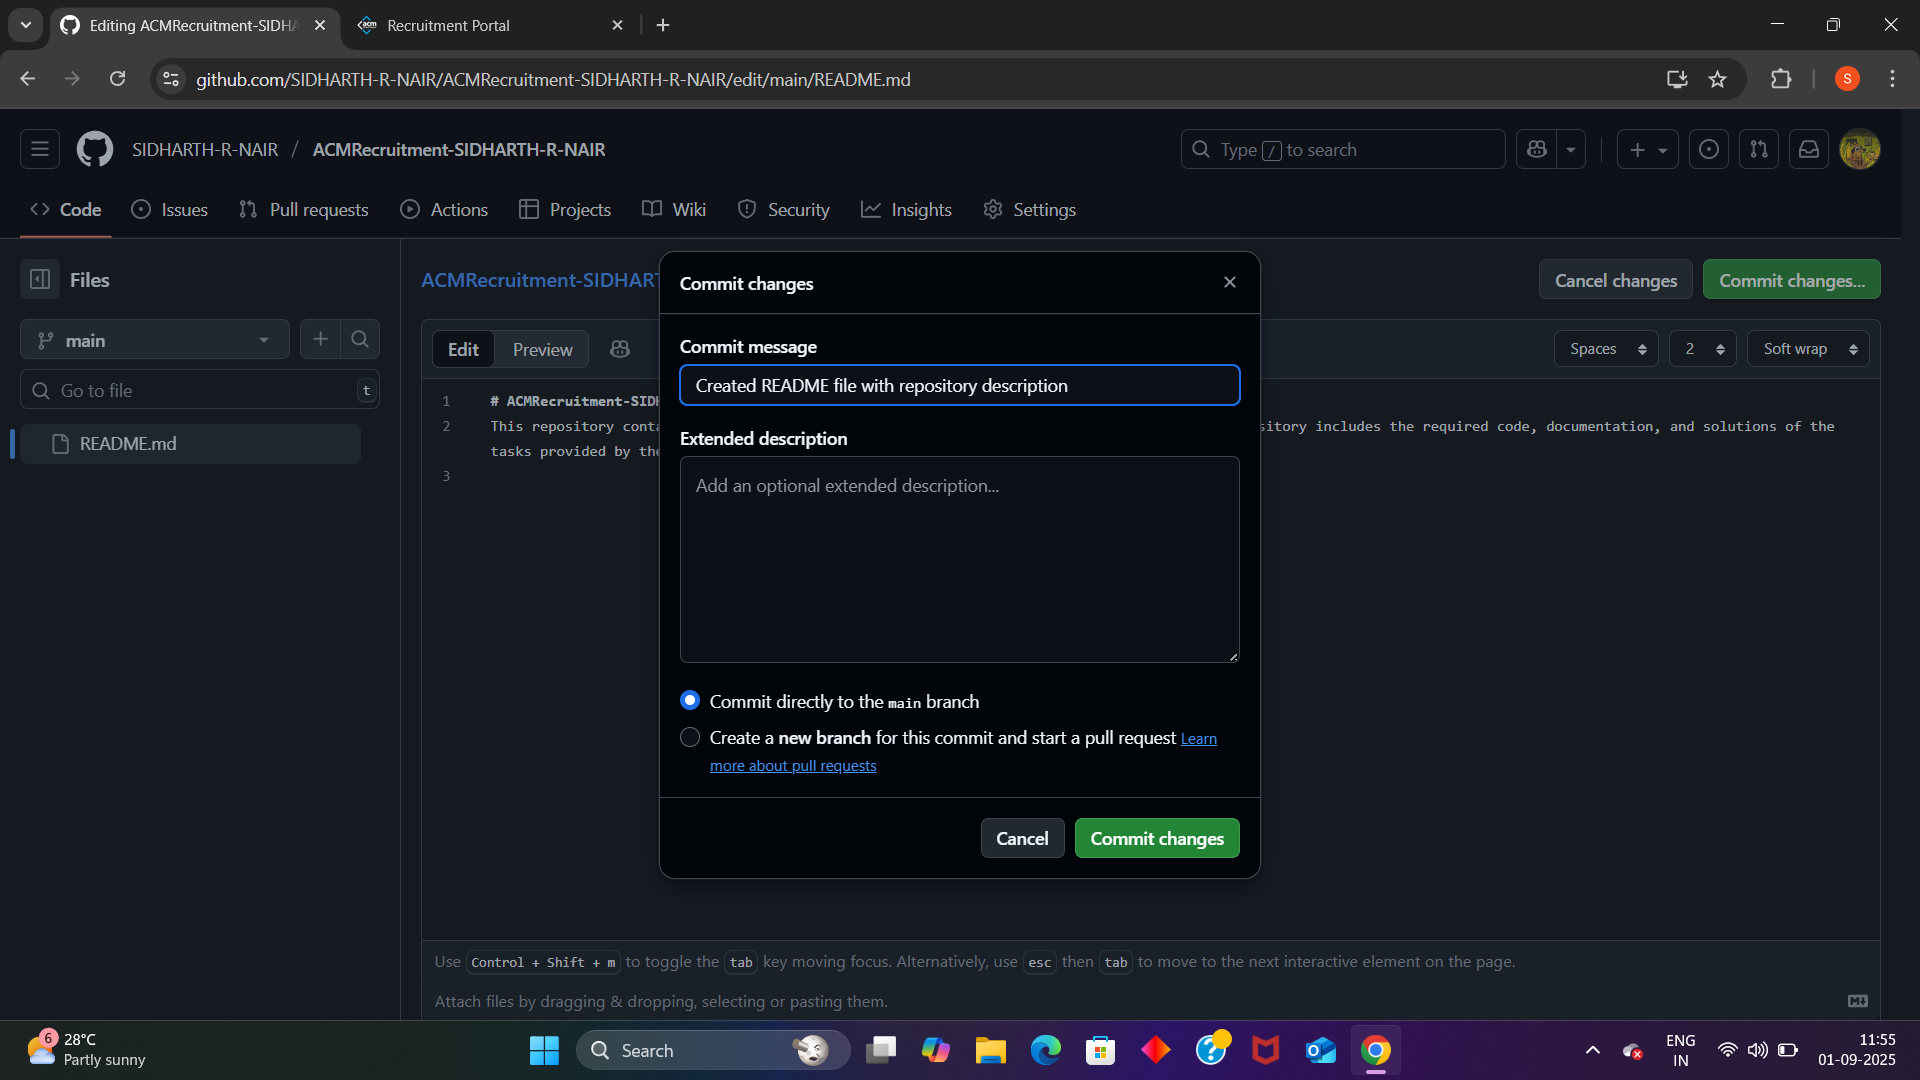 Editing ACMRecruitment-SIDHA
Recruitment Portal
github.com/SIDHARTH-R-NAIR/ACMRecruitment-SIDHARTH-R-NAIR/edit/main/README.md
S
SIDHARTH-R-NAIR / ACMRecruitment-SIDHARTH-R-NAIR
Type / to search
Code
Issues
Pull requests
Actions
Projects
Wiki
Security
Insights
Settings
Files
main
Go to file
t
README.md
ACMRecruitment-SIDHART
Cancel changes
Commit changes...
Edit
Preview
Spaces
2
Soft wrap
1 # ACMRecruitment-SIDH
2 This repository conta
sitory includes the required code, documentation, and solutions of the
tasks provided by the
3
Commit changes
Commit message
Created README file with repository description
Extended description
Add an optional extended description...
Commit directly to the main branch
Create a new branch for this commit and start a pull request Learn
more about pull requests
Cancel
Commit changes
Use Control + Shift + m to toggle the tab key moving focus. Alternatively, use esc then tab to move to the next interactive element on the page.
Attach files by dragging & dropping, selecting or pasting them.
6
28°C
Partly sunny
Search
ENG
IN
11:55
01-09-2025